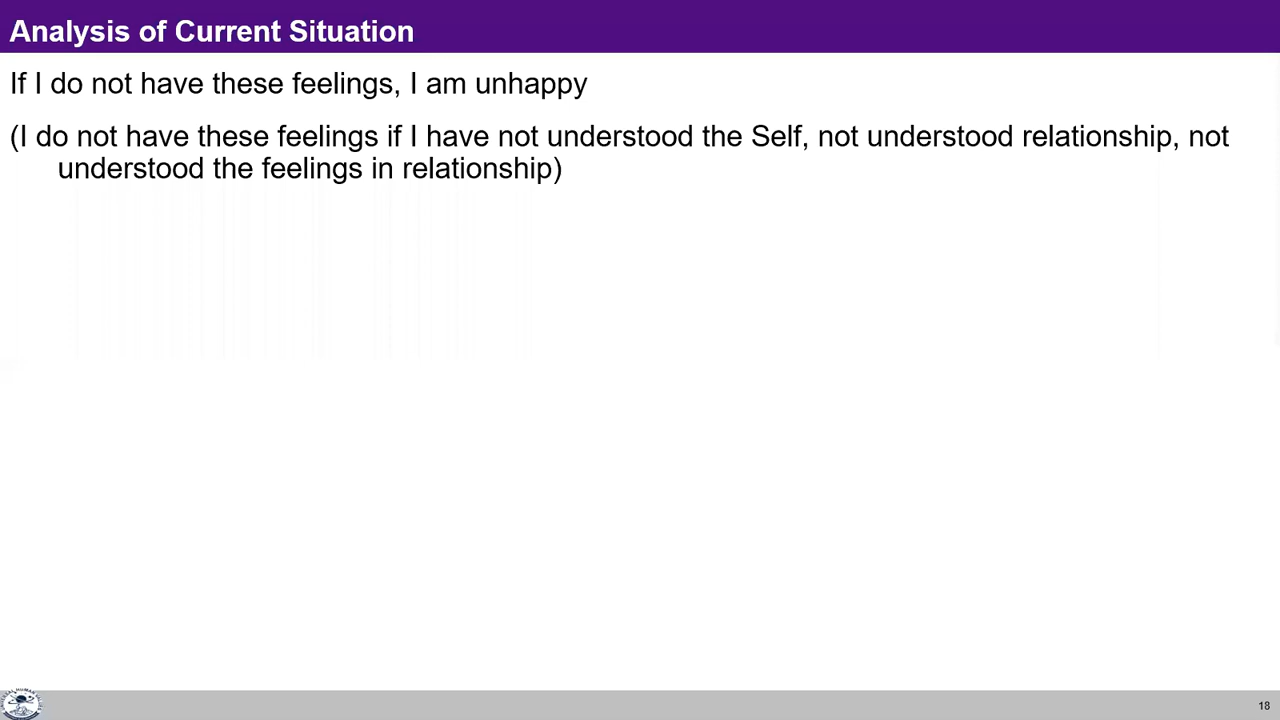 Analysis of Current Situation
If I do not have these feelings, I am unhappy
(I do not have these feelings if I have not understood the Self, not understood relationship, not
understood the feelings in relationship)
18